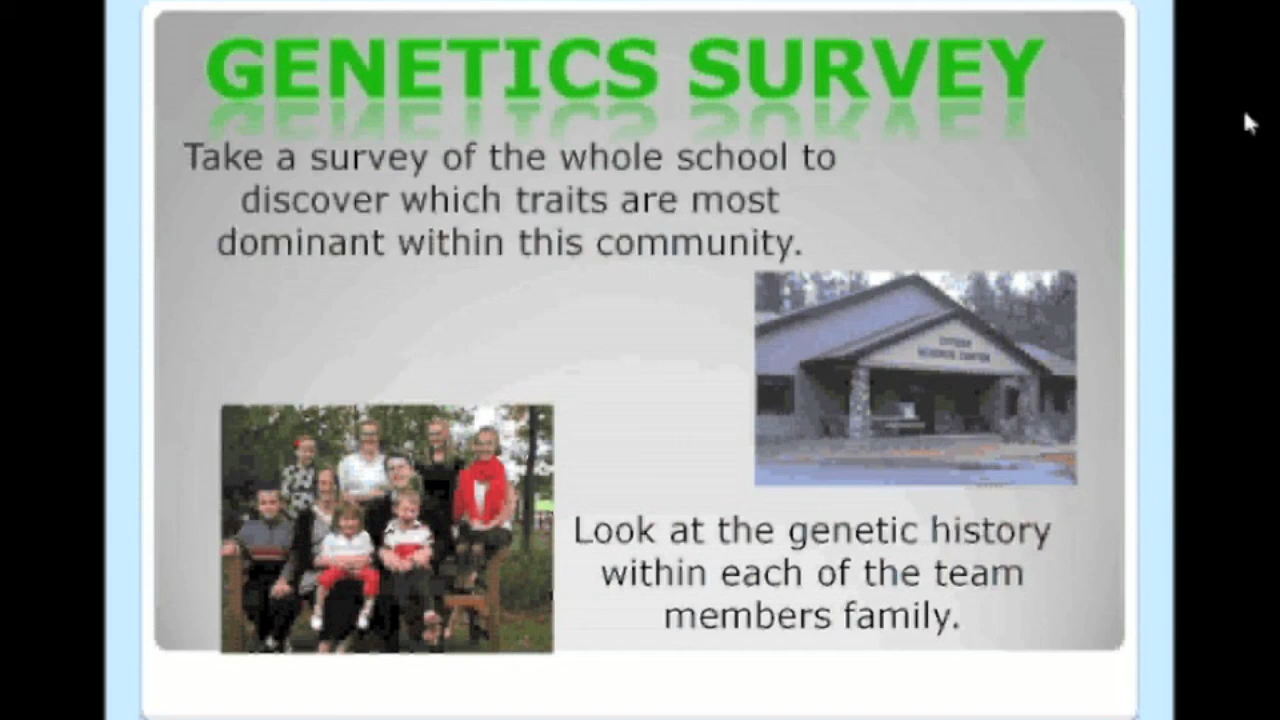 GENETICS SURVEY
Take a survey of the whole school to
discover which traits are most
dominant within this community.
Look at the genetic history
within each of the team
members family.